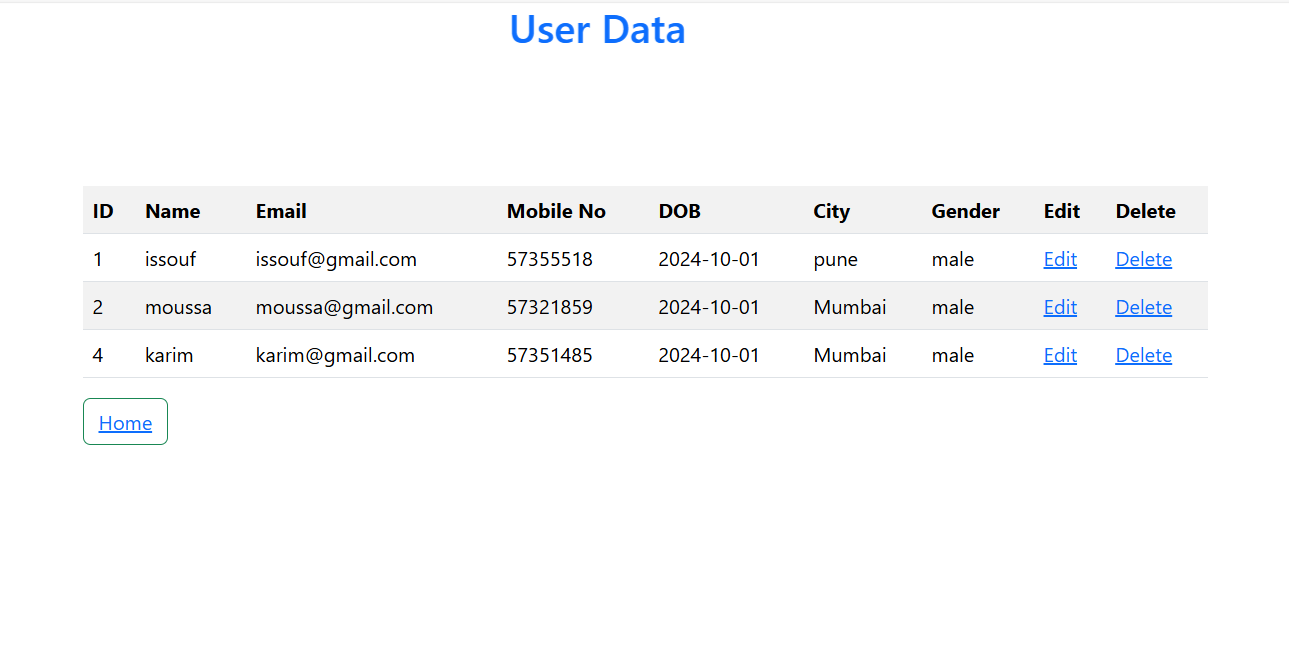 User Data
ID Name Email Mobile No DOB City Gender Edit Delete
1 issouf issouf@gmail.com 57355518 2024-10-01 pune male Edit Delete
2 moussa moussa@gmail.com 57321859 2024-10-01 Mumbai male Edit Delete
4 karim karim@gmail.com 57351485 2024-10-01 Mumbai male Edit Delete
Home